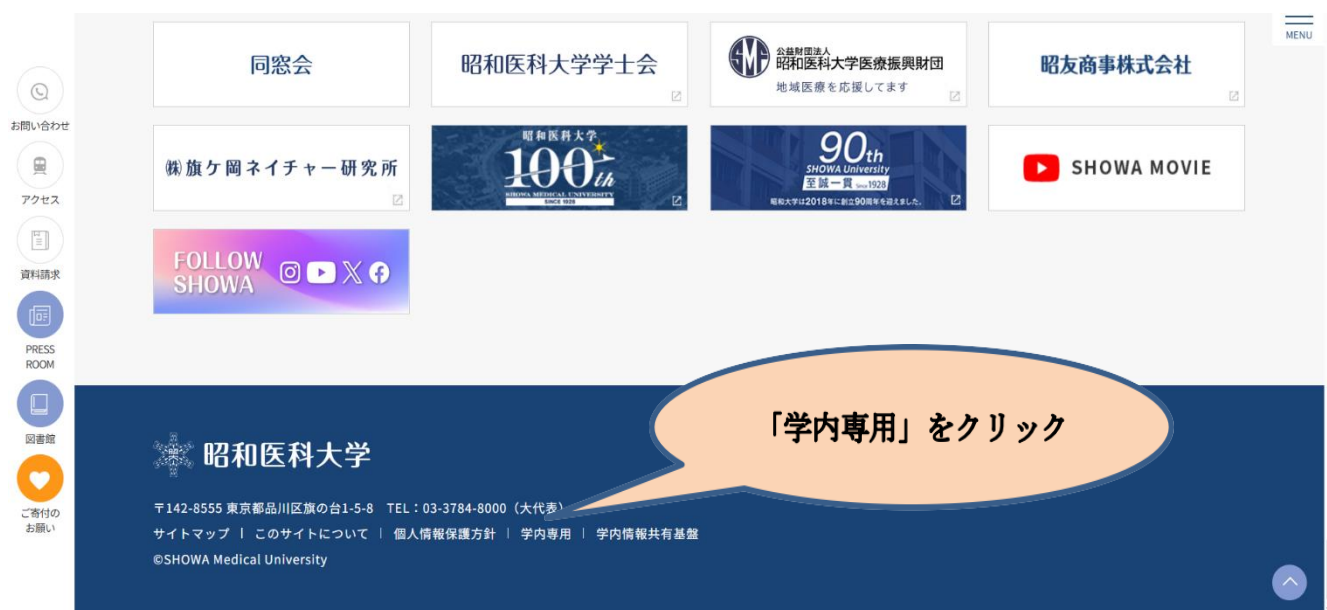 MENU
お問い合わせ
アクセス
資料請求
PRESS
ROOM
図書館
ご寄付の
お願い
同窓会
昭和医科大学学士会
公益財団法人
昭和医科大学医療振興財団
地域医療を応援してます
昭友商事株式会社
㈱旗ケ岡ネイチャー研究所
昭和医科大学
100th
SHOWA MEDICAL UNIVERSITY
SINCE 1928
90th
SHOWA University
至誠一貫 Since1928
昭和大学は2018年に創立90周年を迎えました。
SHOWA MOVIE
FOLLOW
SHOWA
「学内専用」をクリック
昭和医科大学
〒142-8555 東京都品川区旗の台1-5-8 TEL:03-3784-8000(大代表)
サイトマップ | このサイトについて | 個人情報保護方針 | 学内専用 | 学内情報共有基盤
©SHOWA Medical University